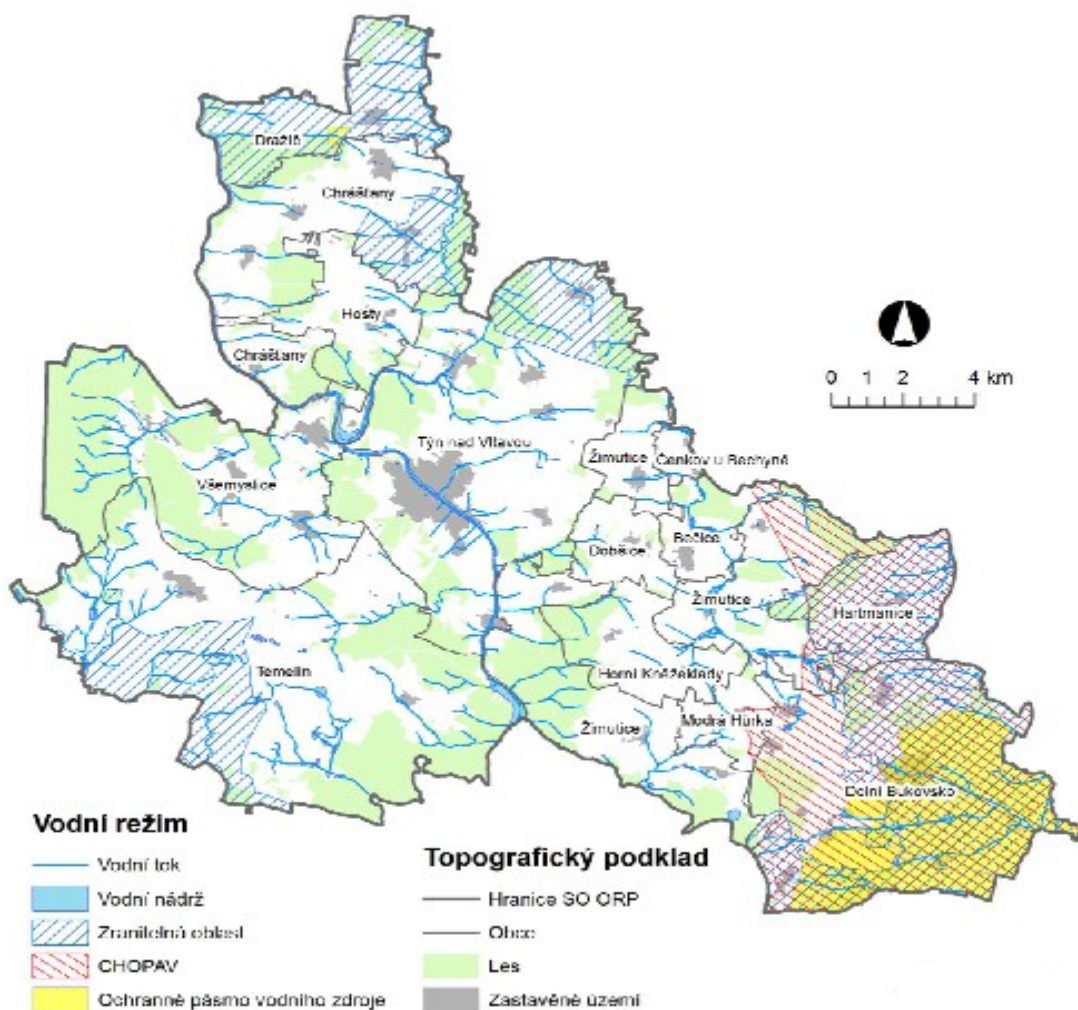 Dražíč
Chrášťany
Hosty
Chrášťany
0 1 2 4 km
Týn nad Vltavou
Žimutice
Čenkov u Bechyně
Všemyslice
Dobšice
Bečice
Žimutice
Hartmanice
Temelín
Horní Kněžeklady
Modrá Hůrka
Žimutice
Dolní Bukovsko
Vodní režim
Vodní tok
Vodní nádrž
Zranitelná oblast
CHOPAV
Ochranné pásmo vodního zdroje
Topografický podklad
Hranice SO ORP
Obce
Les
Zastavěné území